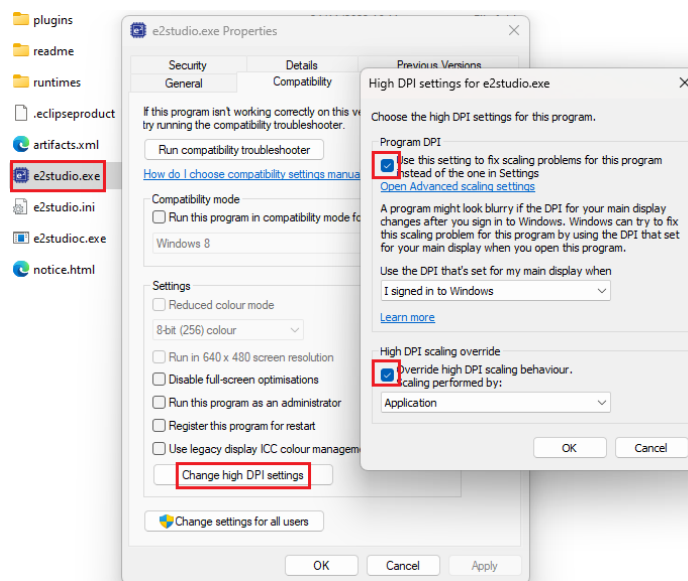 plugins
readme
runtimes
.eclipseproduct
artifacts.xml
e2studio.exe
e2studio.ini
e2studioc.exe
notice.html
e2studio.exe Properties
Security Details Previous Versions
General Compatibility
If this program isn't working correctly on this ve
try running the compatibility troubleshooter.
Run compatibility troubleshooter
How do I choose compatibility settings manua
Compatibility mode
Run this program in compatibility mode fo
Windows 8
Settings
Reduced colour mode
8-bit (256) colour
Run in 640 x 480 screen resolution
Disable full-screen optimisations
Run this program as an administrator
Register this program for restart
Use legacy display ICC colour managem
Change high DPI settings
Change settings for all users
OK Cancel Apply
High DPI settings for e2studio.exe
Choose the high DPI settings for this program.
Program DPI
Use this setting to fix scaling problems for this program
instead of the one in Settings
Open Advanced scaling settings
A program might look blurry if the DPI for your main display
changes after you sign in to Windows. Windows can try to fix
this scaling problem for this program by using the DPI that set
for your main display when you open this program.
Use the DPI that's set for my main display when
I signed in to Windows
Learn more
High DPI scaling override
Override high DPI scaling behaviour.
Scaling performed by:
Application
OK Cancel